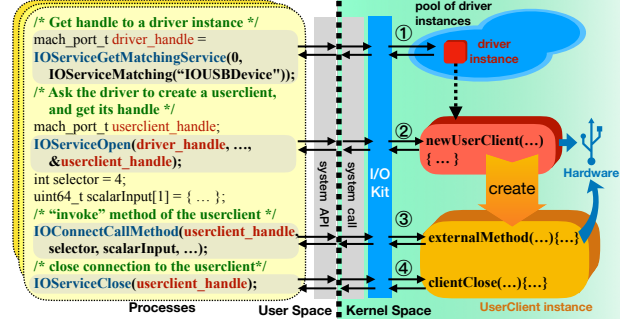 /* Get handle to a driver instance */
mach_port_t driver_handle =
IOServiceGetMatchingService(0,
IOServiceMatching(“IOUSBDevice"));
/* Ask the driver to create a userclient,
and get its handle */
mach_port_t userclient_handle;
IOServiceOpen(driver_handle, …,
&userclient_handle);
int selector = 4;
uint64_t scalarInput[1] = { … };
/* “invoke” method of the userclient */
IOConnectCallMethod(userclient_handle,
selector, scalarInput, …);
/* close connection to the userclient*/
IOServiceClose(userclient_handle);
Processes
User Space
Kernel Space
system API
system call
I/O
Kit
①
②
③
④
pool of driver
instances
driver
instance
newUserClient(…)
{ … }
Hardware
create
externalMethod(…){…}
clientClose(…){…}
UserClient instance